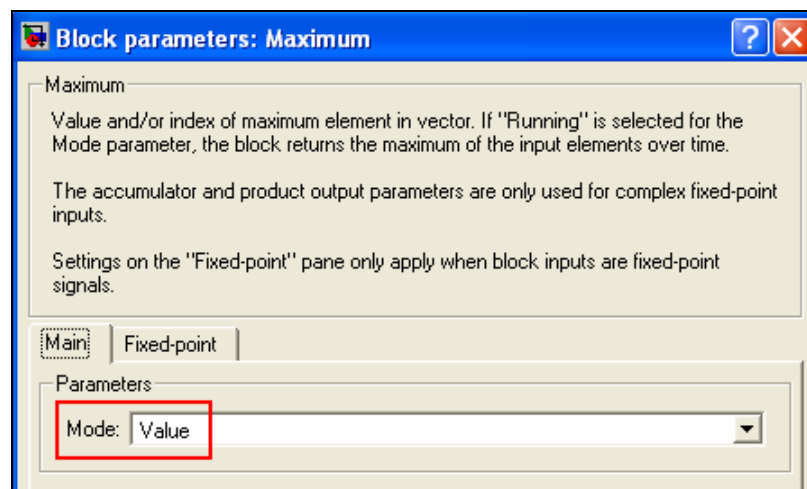 Block parameters: Maximum
?
Maximum
Value and/or index of maximum element in vector. If "Running" is selected for the
Mode parameter, the block returns the maximum of the input elements over time.
The accumulator and product output parameters are only used for complex fixed-point
inputs.
Settings on the "Fixed-point" pane only apply when block inputs are fixed-point
signals.
Main Fixed-point
Parameters
Mode: Value